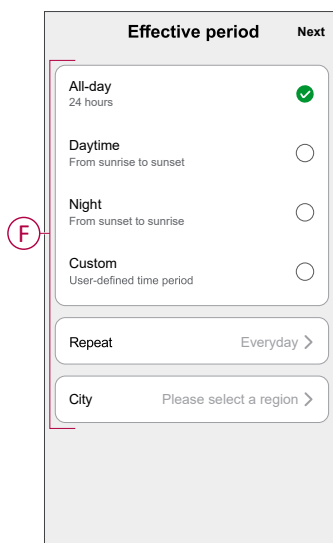 Effective period Next
All-day
24 hours
Daytime
From sunrise to sunset
Night
From sunset to sunrise
F
Custom
User-defined time period
Repeat Everyday
City Please select a region